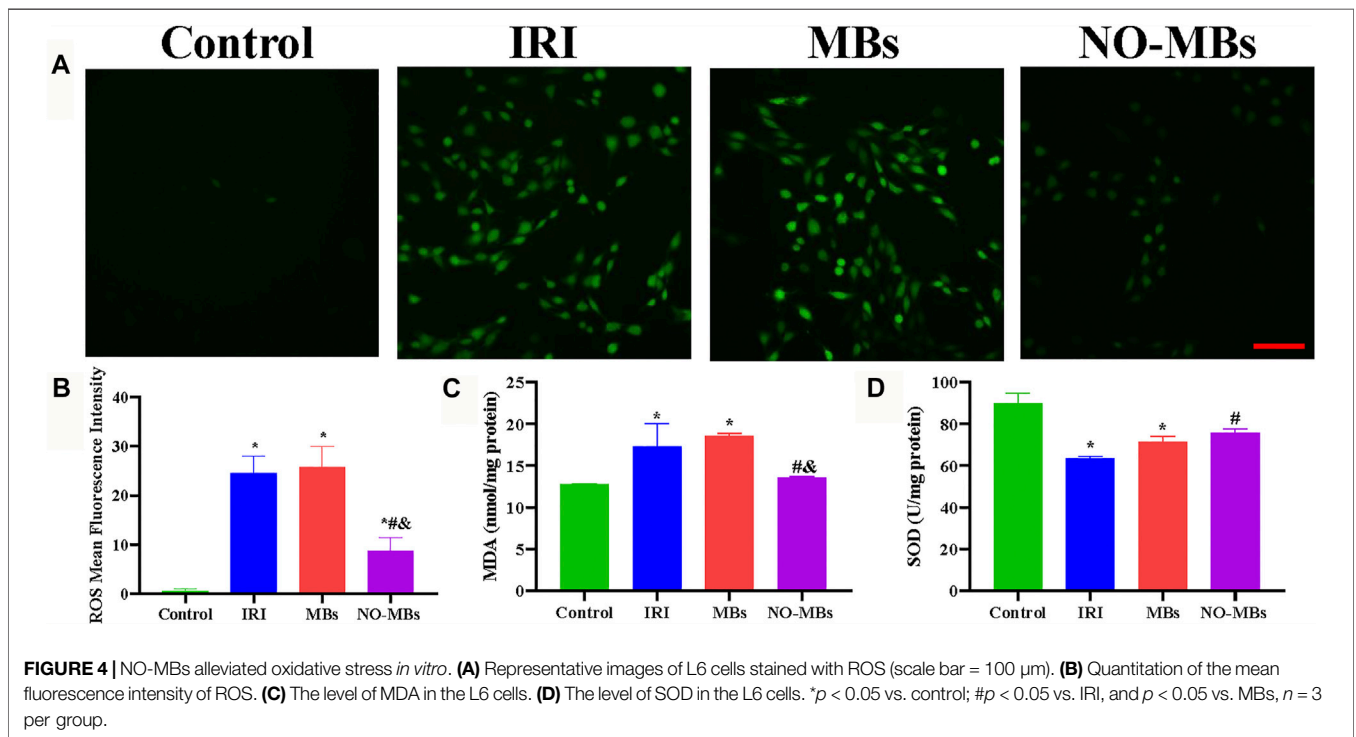 Control IRI MBs NO-MBs
A
B
ROS Mean Fluorescence Intensity
40
30
20
10
0
* * *#&
Control IRI MBs NO-MBs
C
MDA (nmol/mg protein)
25
20
15
10
5
0
* * #&
Control IRI MBs NO-MBs
D
SOD (U/mg protein)
100
80
60
40
20
0
* * #
Control IRI MBs NO-MBs
FIGURE 4 | NO-MBs alleviated oxidative stress in vitro. (A) Representative images of L6 cells stained with ROS (scale bar = 100 µm). (B) Quantitation of the mean
fluorescence intensity of ROS. (C) The level of MDA in the L6 cells. (D) The level of SOD in the L6 cells. *p < 0.05 vs. control; #p < 0.05 vs. IRI, and p < 0.05 vs. MBs, n = 3
per group.